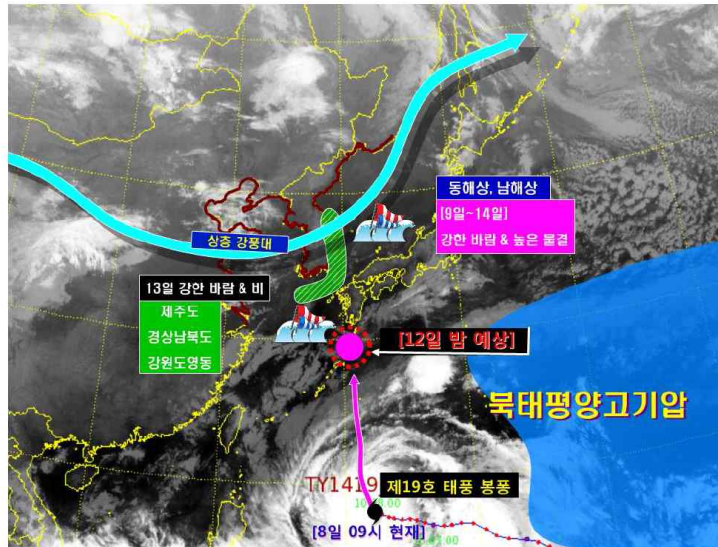 동해상, 남해상
[9일~14일]
강한 바람 & 높은 물결
상층 강풍대
13일 강한 바람 & 비
제주도
경상남북도
강원도영동
[12일 밤 예상]
북태평양고기압
TY1419
제19호 태풍 봉퐁
[8일 09시 현재]